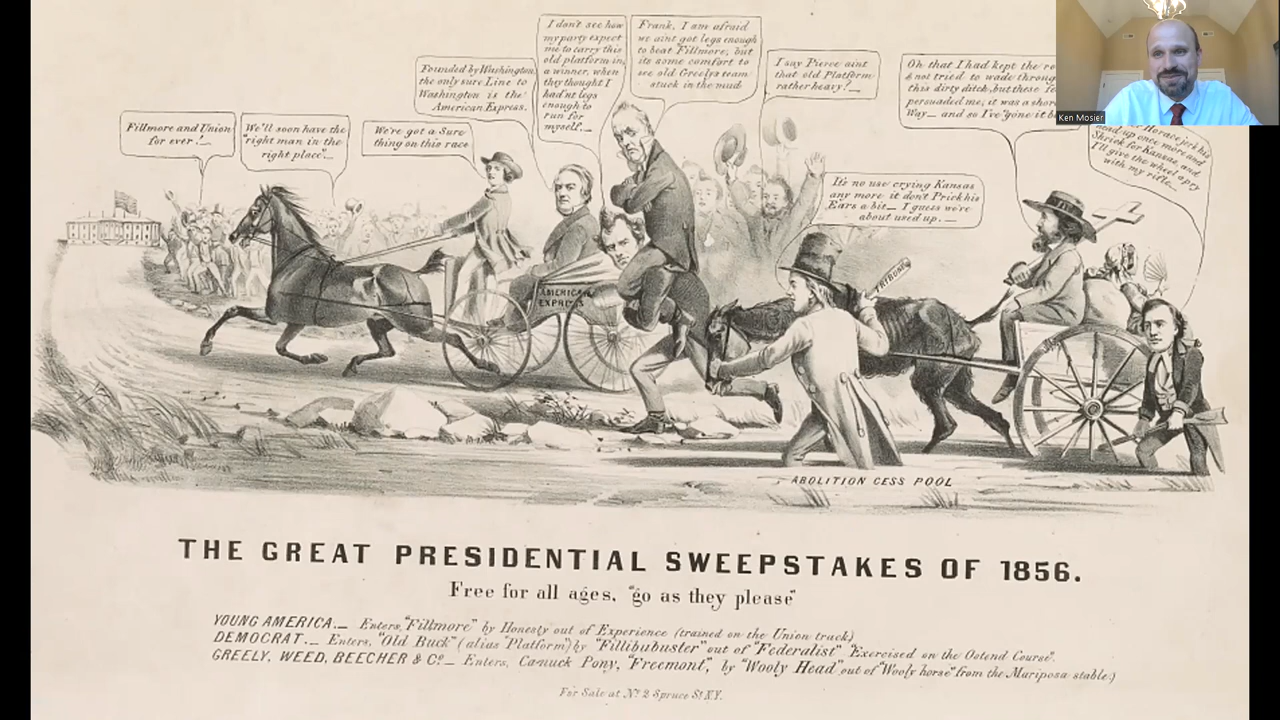 Fillmore and Union
for ever.
We'll soon have the
"right man in the
right place".
We're got a Sure
thing on this race
Founded by Washington,
the only sure Line to
Washington is the
American Express.
I don't see how
my party expect
me to carry this
old platform in,
a winner, when
they thought I
had'nt legs
enough to
run for
myself.
Frank, I am afraid
we aint got legs enough
to beat Fillmore, but
its some comfort to
see old Greelys team
stuck in the mud
I say Pierce aint
that old Platform
rather heavy?
It's no use crying Kansas
any more it don't Prick his
Ears a bit— I guess we're
about used up.
Oh that I had kept the ro
& not tried to wade throug
this dirty ditch, but these
persuaded me, it was a shor
Way— and so I've "gone it b
Ken Mosier
Horace, jerk his
head up once more and
Shriek for Kansas, and
I'll give the wheel a pry
with my rifle.
AMERICAN
EXPRESS
TRIBUNE
ABOLITION CESS POOL
THE GREAT PRESIDENTIAL SWEEPSTAKES OF 1856.
Free for all ages, "go as they please"
YOUNG AMERICA.— Enters, "Fillmore" by Honesty out of Experience (trained on the Union track)
DEMOCRAT.— Enters, "Old Buck" (alias "Platform) by "Fillibubuster" out of "Federalist" "Exercised on the Ostend Course".
GREELY, WEED, BEECHER & Co.— Enters, Canuck Pony, "Freemont", by "Wooly Head" out of "Wooly horse" from the Mariposa stable.)
For Sale at No. 2 Spruce St N.Y.